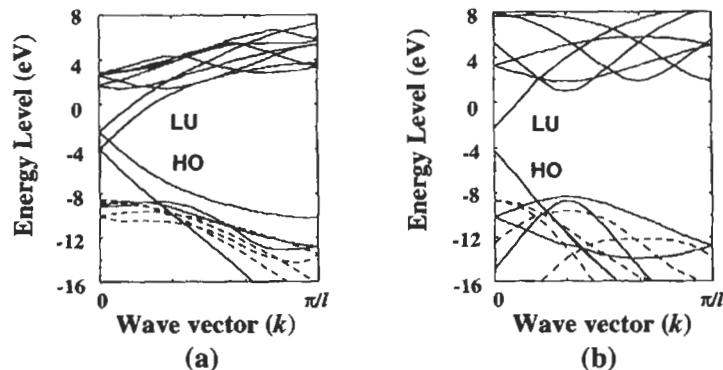 8
4
0
-4
-8
-12
-16
Energy Level (eV)
LU
HO
0
π/l
Wave vector (k)
(a)
8
4
0
-4
-8
-12
-16
Energy Level (eV)
LU
HO
0
π/l
Wave vector (k)
(b)